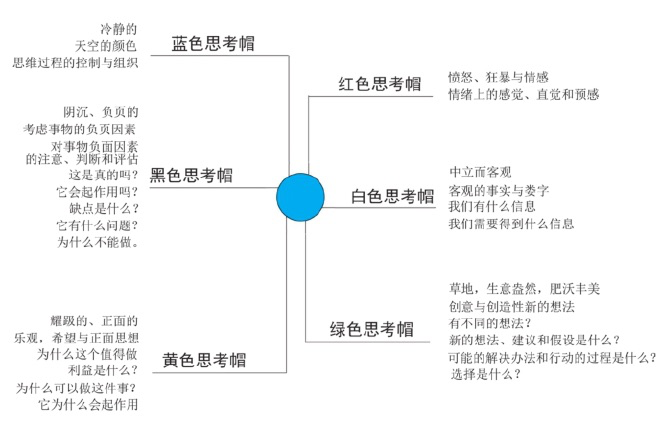 蓝色思考帽
冷静的
天空的颜色
思维过程的控制与组织
黑色思考帽
阴沉、负页的
考虑事物的负页因素
对事物负面因素
的注意、判断和评估
这是真的吗?
它会起作用吗?
缺点是什么?
它有什么问题?
为什么不能做。
黄色思考帽
耀眼的、正面的
乐观，希望与正面思想
为什么这个值得做
利益是什么?
为什么可以做这件事?
它为什么会起作用
红色思考帽
愤怒、狂暴与情感
情绪上的感觉、直觉和预感
白色思考帽
中立而客观
客观的事实与娄字
我们有什么信息
我们需要得到什么信息
绿色思考帽
草地，生意盎然，肥沃丰美
创意与创造性新的想法
有不同的想法?
新的想法、建议和假设是什么?
可能的解决办法和行动的过程是什么?
选择是什么?